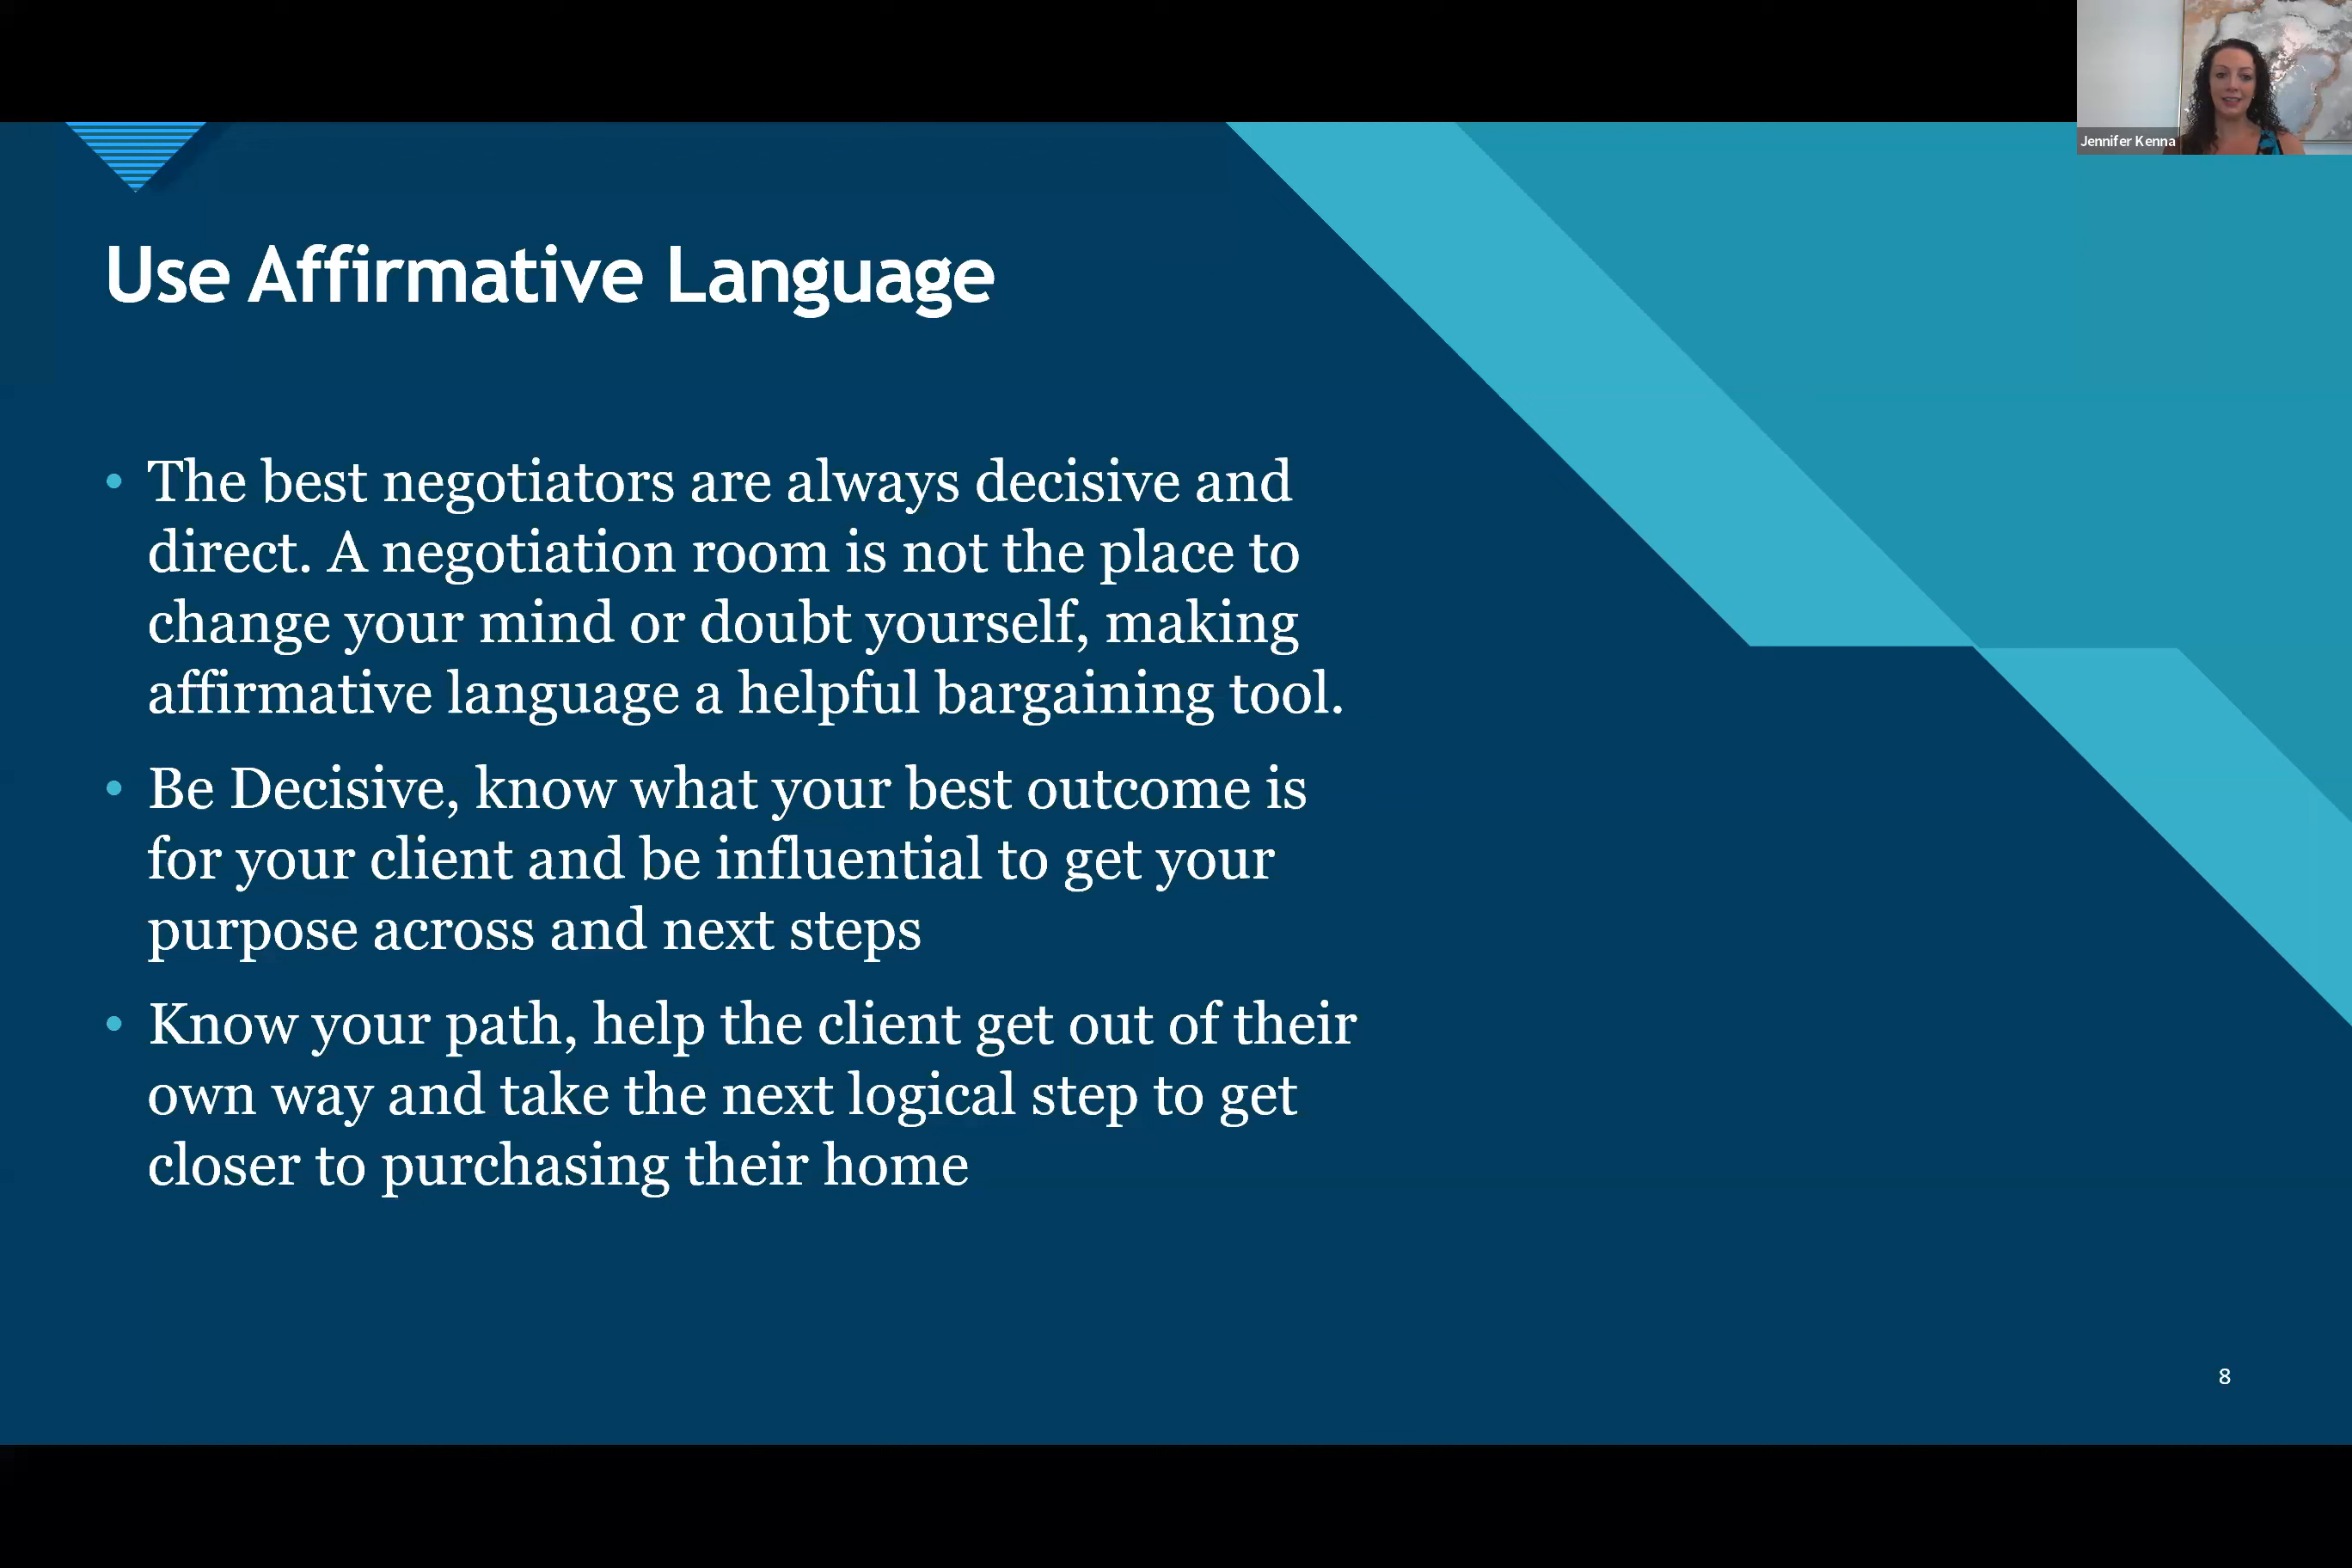 Jennifer Kenna
Use Affirmative Language
• The best negotiators are always decisive and
direct. A negotiation room is not the place to
change your mind or doubt yourself, making
affirmative language a helpful bargaining tool.
• Be Decisive, know what your best outcome is
for your client and be influential to get your
purpose across and next steps
• Know your path, help the client get out of their
own way and take the next logical step to get
closer to purchasing their home
8